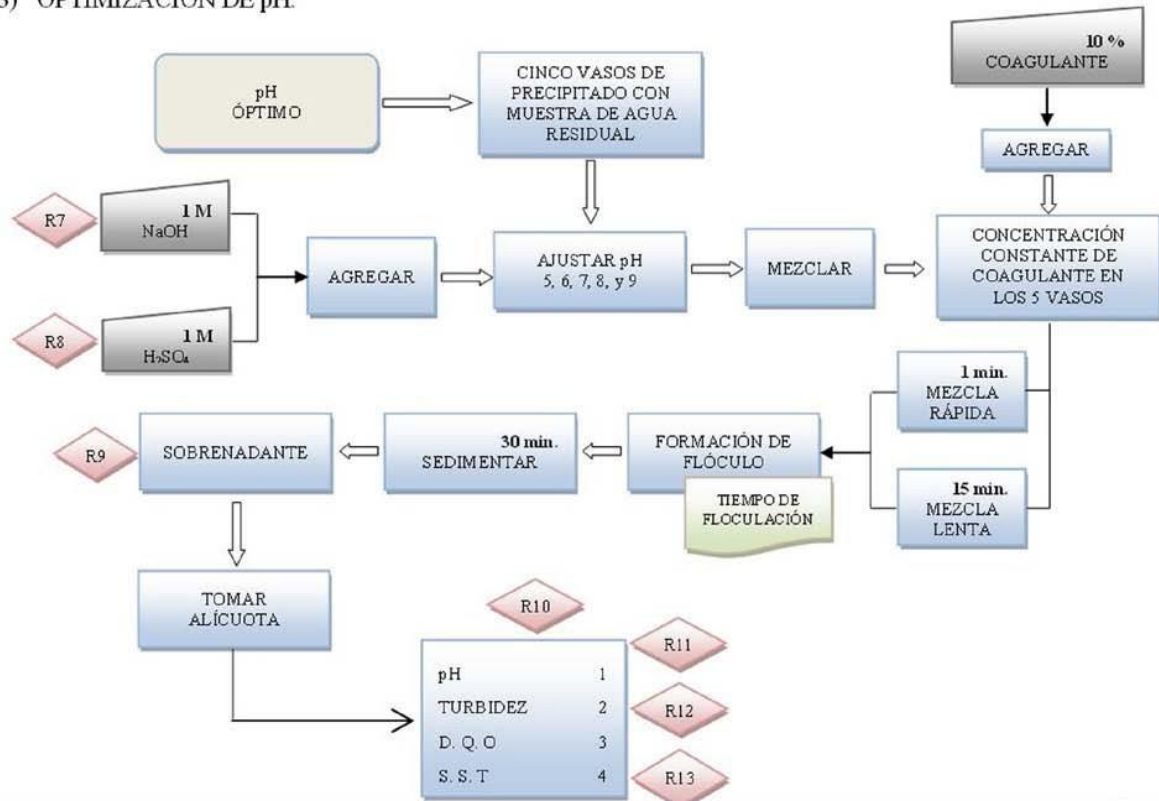 OPTIMIZACIÓN DE pH.
pH
ÓPTIMO
CINCO VASOS DE
PRECIPITADO CON
MUESTRA DE AGUA
RESIDUAL
10 %
COAGULANTE
AGREGAR
R7
1 M
NaOH
R8
1 M
H₂SO₄
AGREGAR
AJUSTAR pH
5, 6, 7, 8, y 9
MEZCLAR
CONCENTRACIÓN
CONSTANTE DE
COAGULANTE EN
LOS 5 VASOS
1 min.
MEZCLA
RÁPIDA
15 min.
MEZCLA
LENTA
FORMACIÓN DE
FLÓCULO
TIEMPO DE
FLOCULACIÓN
30 min.
SEDIMENTAR
SOBRENADANTE
R9
TOMAR
ALÍCUOTA
R10
R11
R12
R13
pH 1
TURBIDEZ 2
D. Q. O 3
S. S. T 4